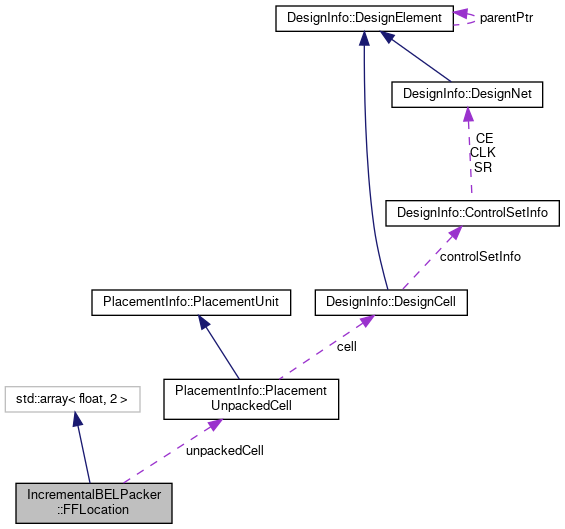 DesignInfo::DesignElement
parentPtr
DesignInfo::DesignNet
CE
CLK
SR
DesignInfo::ControlSetInfo
controlSetInfo
PlacementInfo::PlacementUnit
DesignInfo::DesignCell
cell
PlacementInfo::Placement
UnpackedCell
std::array< float, 2 >
unpackedCell
IncrementalBELPacker
::FFLocation